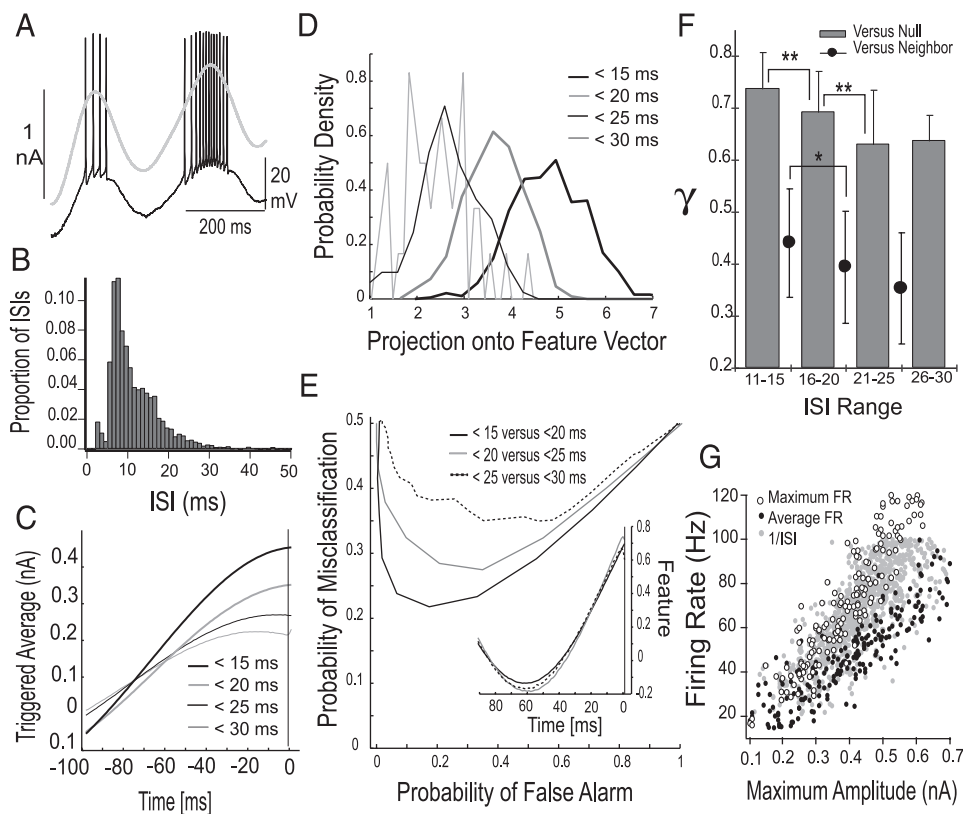 A
1
nA
20
mV
200 ms
B
Proportion of ISIs
0.10
0.08
0.06
0.04
0.02
0.00
0 10 20 30 40 50
ISI (ms)
C
Triggered Average (nA)
0.4
0.3
0.2
0.1
0
0.1
< 15 ms
< 20 ms
< 25 ms
< 30 ms
-100 -80 -60 -40 -20 0
Time [ms]
D
Probability Density
0.8
0.6
0.4
0.2
0
< 15 ms
< 20 ms
< 25 ms
< 30 ms
1 2 3 4 5 6 7
Projection onto Feature Vector
E
Probability of Misclassification
0.5
0.4
0.3
0.2
0.1
0
< 15 versus <20 ms
< 20 versus <25 ms
< 25 versus <30 ms
0.8
0.6
0.4
0.2
0
-0.2
Feature
80 60 40 20 0
Time [ms]
0 0.2 0.4 0.6 0.8 1
Probability of False Alarm
F
Versus Null
Versus Neighbor
γ
0.8
0.7
0.6
0.5
0.4
0.3
0.2
**
**
*
11-15 16-20 21-25 26-30
ISI Range
G
Maximum FR
Average FR
1/ISI
Firing Rate (Hz)
120
100
80
60
40
20
0.1 0.2 0.3 0.4 0.5 0.6 0.7
Maximum Amplitude (nA)